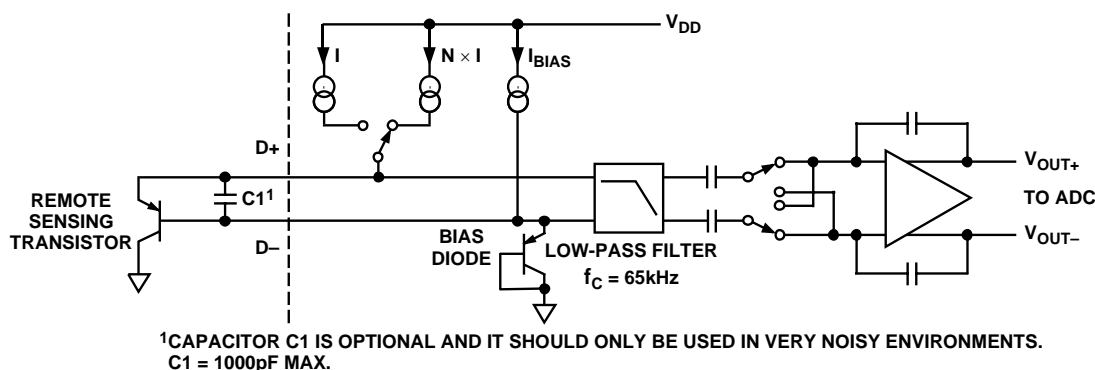 V_DD
I
N × I
I_BIAS
D+
C1¹
REMOTE
SENSING
TRANSISTOR
D–
BIAS
DIODE
LOW-PASS FILTER
f_C = 65kHz
V_OUT+
TO ADC
V_OUT–
¹CAPACITOR C1 IS OPTIONAL AND IT SHOULD ONLY BE USED IN VERY NOISY ENVIRONMENTS.
C1 = 1000pF MAX.